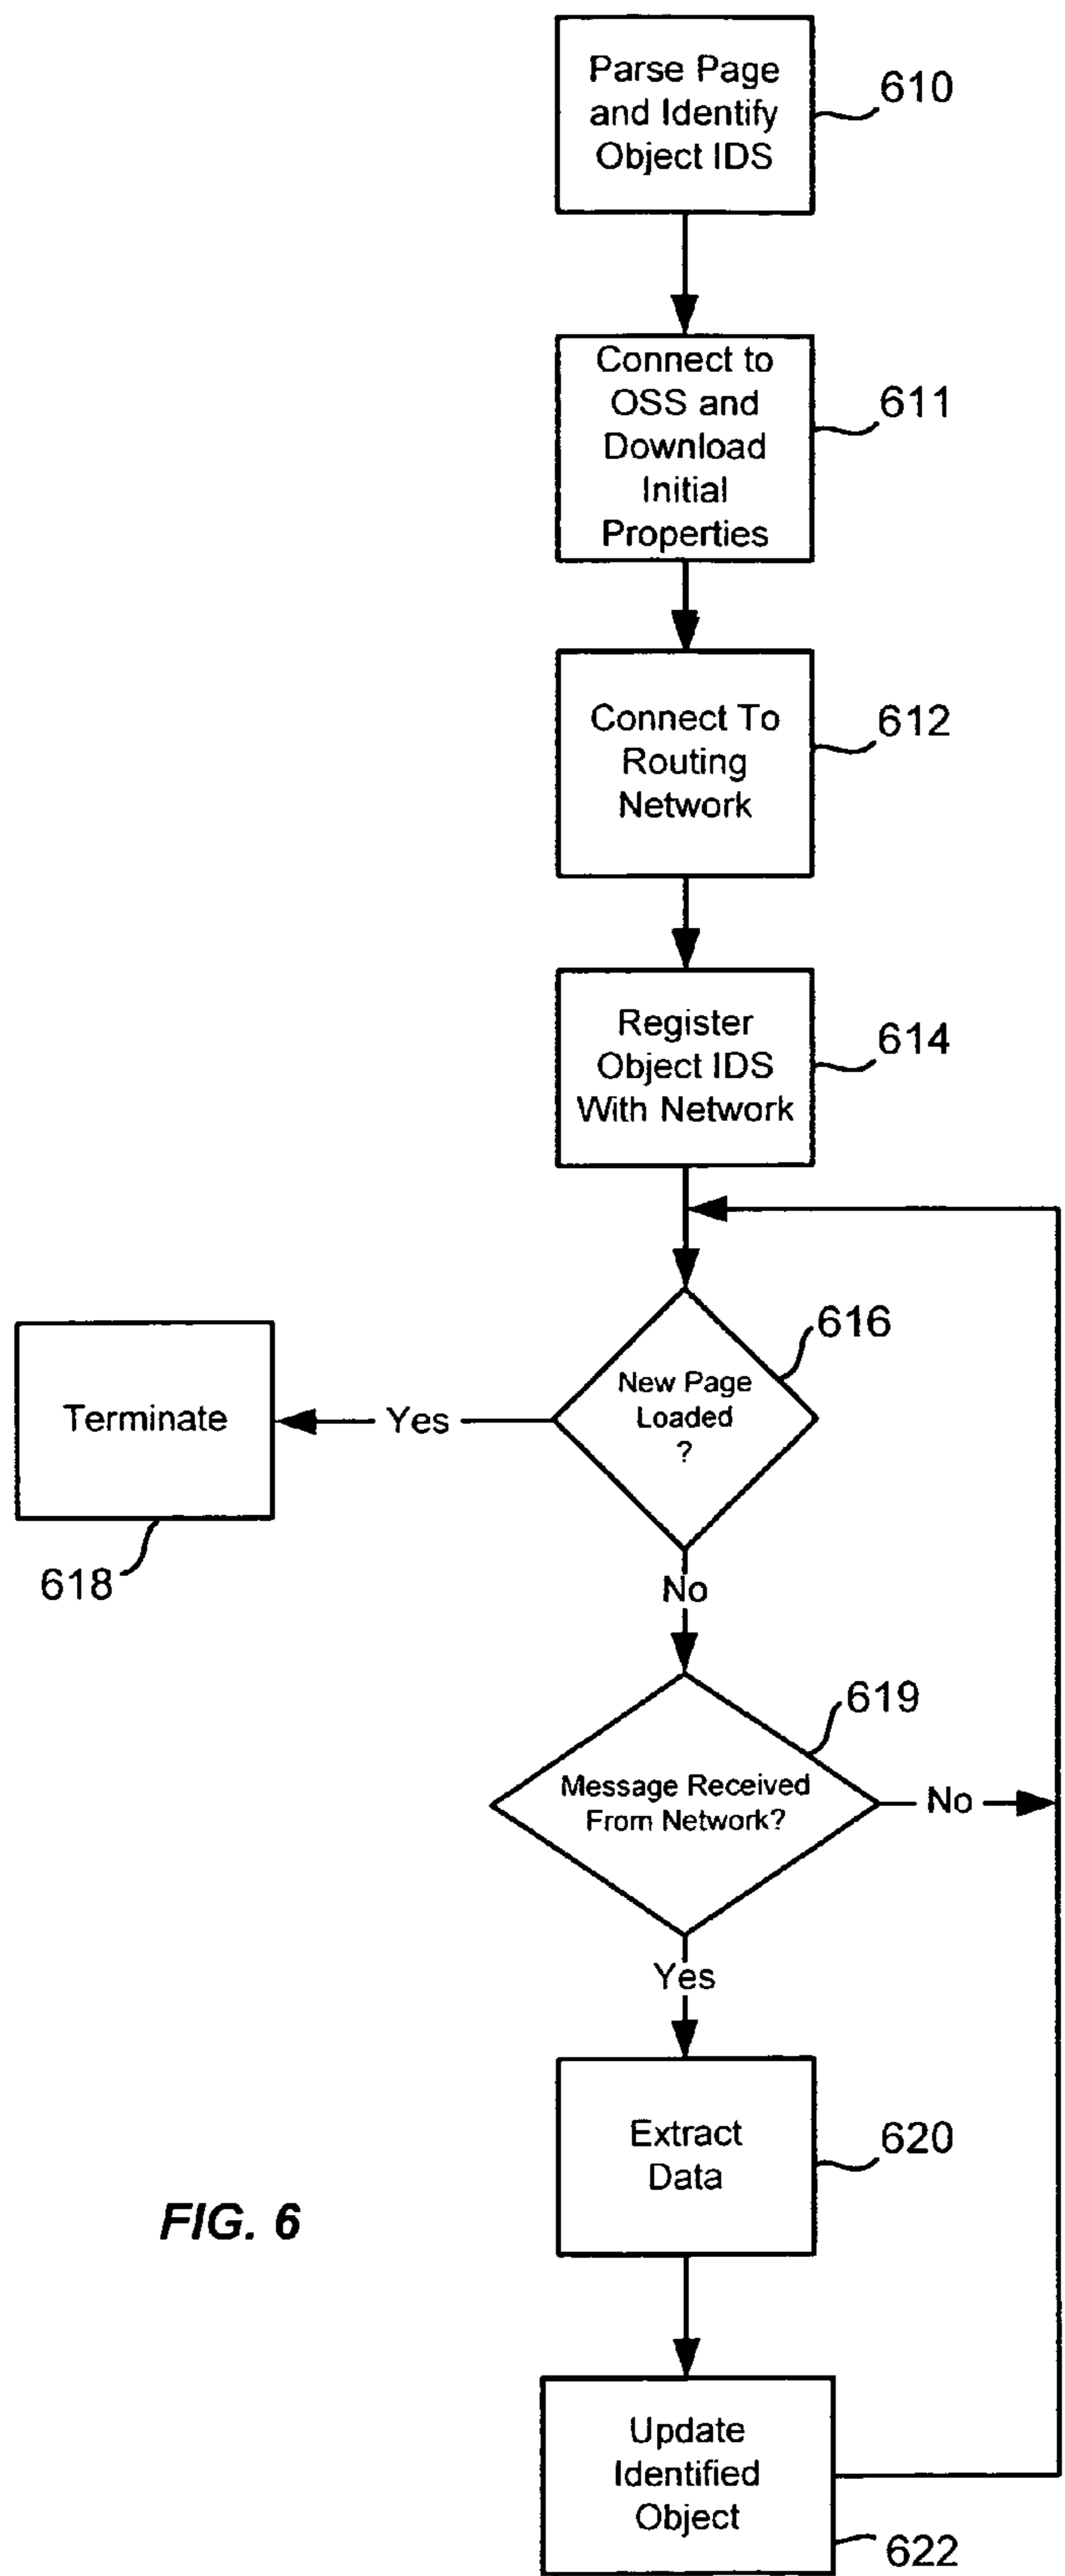 Parse Page
and Identify
Object IDS
610
Connect to
OSS and
Download
Initial
Properties
611
Connect To
Routing
Network
612
Register
Object IDS
With Network
614
616
New Page
Loaded
?
Yes
Terminate
618
No
619
Message Received
From Network?
No
Yes
Extract
Data
620
FIG. 6
Update
Identified
Object
622